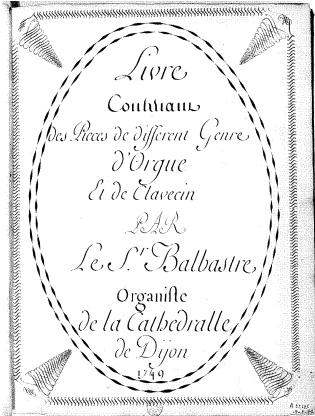 Livre
Contenant
des Pieces de different Genre
d'Orgue
Et de Clavecin
PAR
Le S.r Balbastre
Organiste
de la Cathedralle
de Dijon
1749